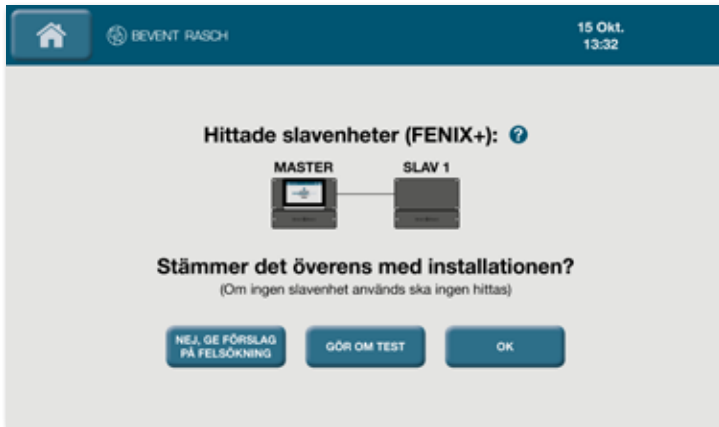 BEVENT RASCH
15 Okt.
13:32
Hittade slavenheter (FENIX+): ?
MASTER SLAV 1
Stämmer det överens med installationen?
(Om ingen slavenhet används ska ingen hittas)
NEJ, GE FÖRSLAG
PÅ FELSÖKNING
GÖR OM TEST
OK